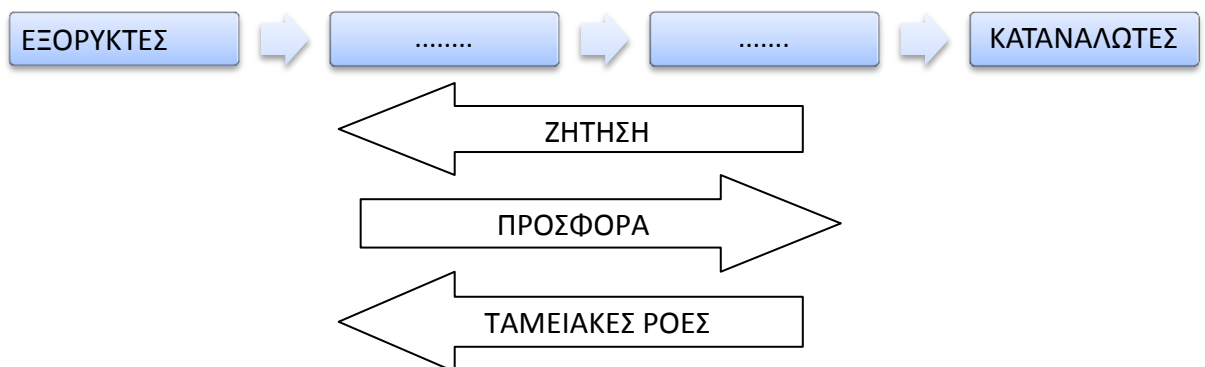 ΕΞΟΡΥΚΤΕΣ ........ ....... ΚΑΤΑΝΑΛΩΤΕΣ
ΖΗΤΗΣΗ
ΠΡΟΣΦΟΡΑ
ΤΑΜΕΙΑΚΕΣ ΡΟΕΣ